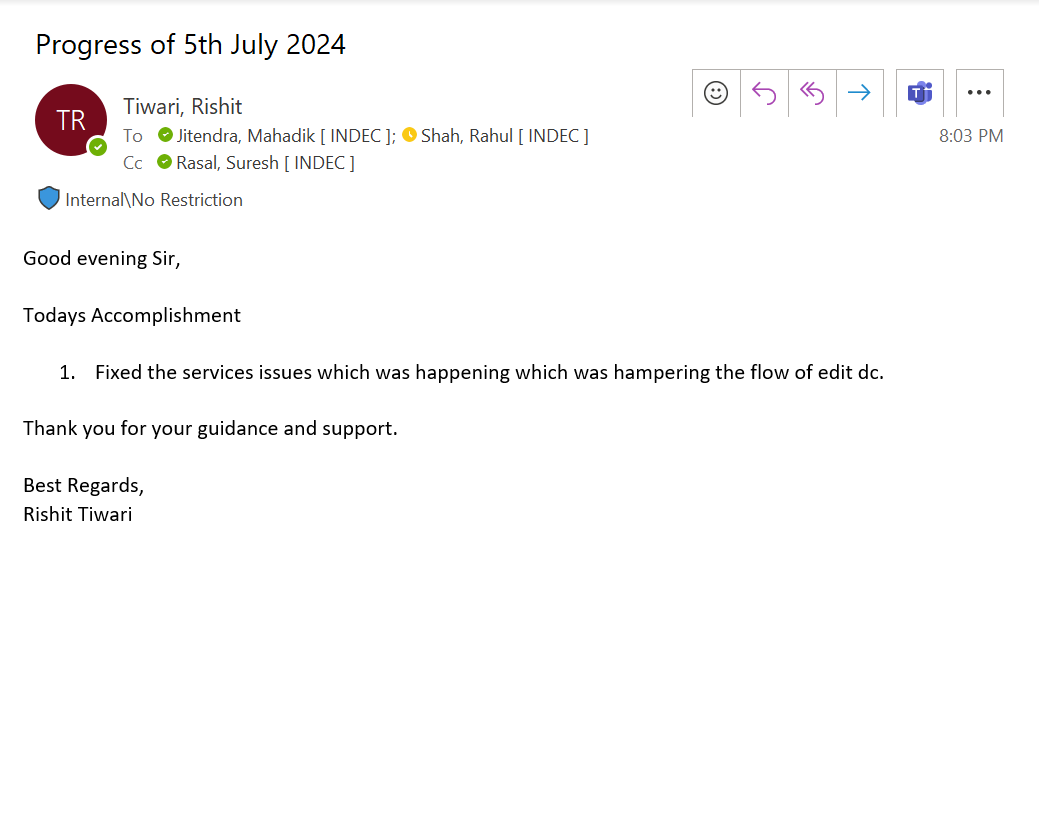 Progress of 5th July 2024
TR
Tiwari, Rishit
To Jitendra, Mahadik [ INDEC ]; Shah, Rahul [ INDEC ]
8:03 PM
Cc Rasal, Suresh [ INDEC ]
Internal\No Restriction
Good evening Sir,
Todays Accomplishment
1. Fixed the services issues which was happening which was hampering the flow of edit dc.
Thank you for your guidance and support.
Best Regards,
Rishit Tiwari